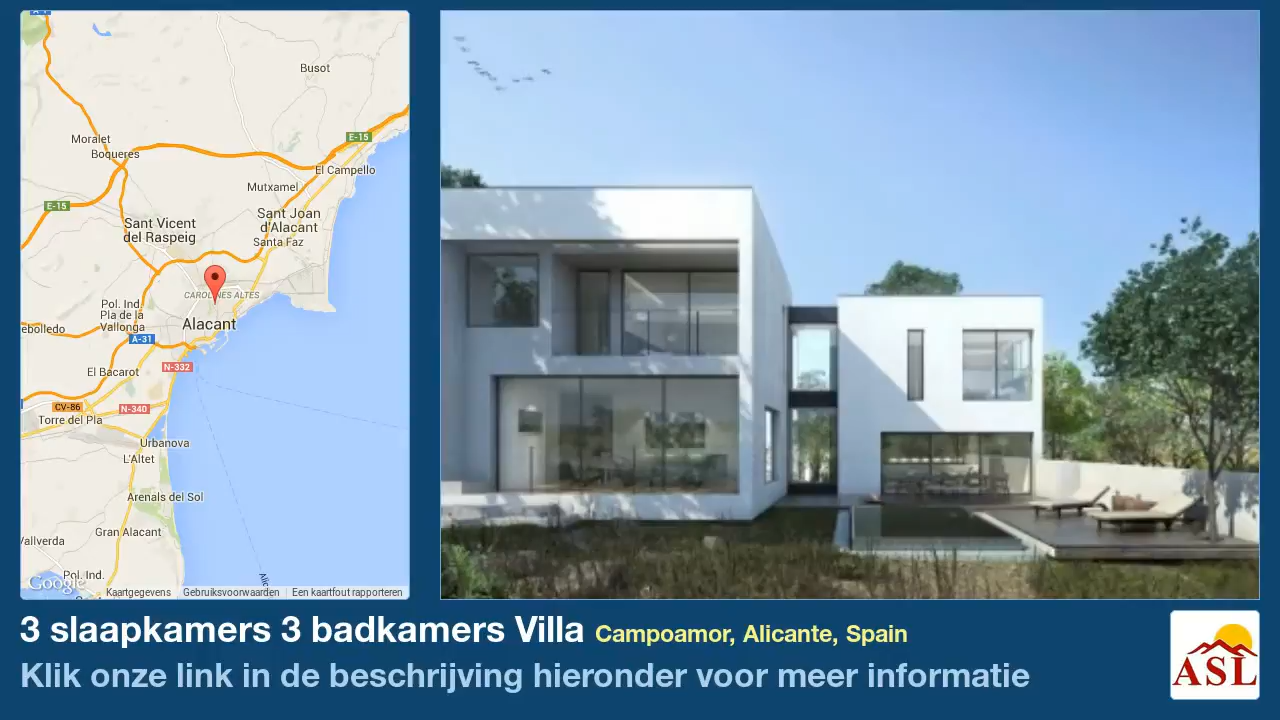 Busot
Moralet
Boqueres
E-15
El Campello
Mutxamel
E-15
Sant Vicent
del Raspeig
Sant Joan
d'Alacant
Santa Faz
CAROLINES ALTES
Pol. Ind.
Pla de la
Vallonga
ebolledo
Alacant
A-31
El Bacarot
N-332
CV-86
N-340
Torre del Pla
Urbanova
L'Altet
Arenals del Sol
Gran Alacant
Vallverda
Pol. Ind.
Google
Kaartgegevens Gebruiksvoorwaarden Een kaartfout rapporteren
3 slaapkamers 3 badkamers Villa Campoamor, Alicante, Spain
Klik onze link in de beschrijving hieronder voor meer informatie
ASL